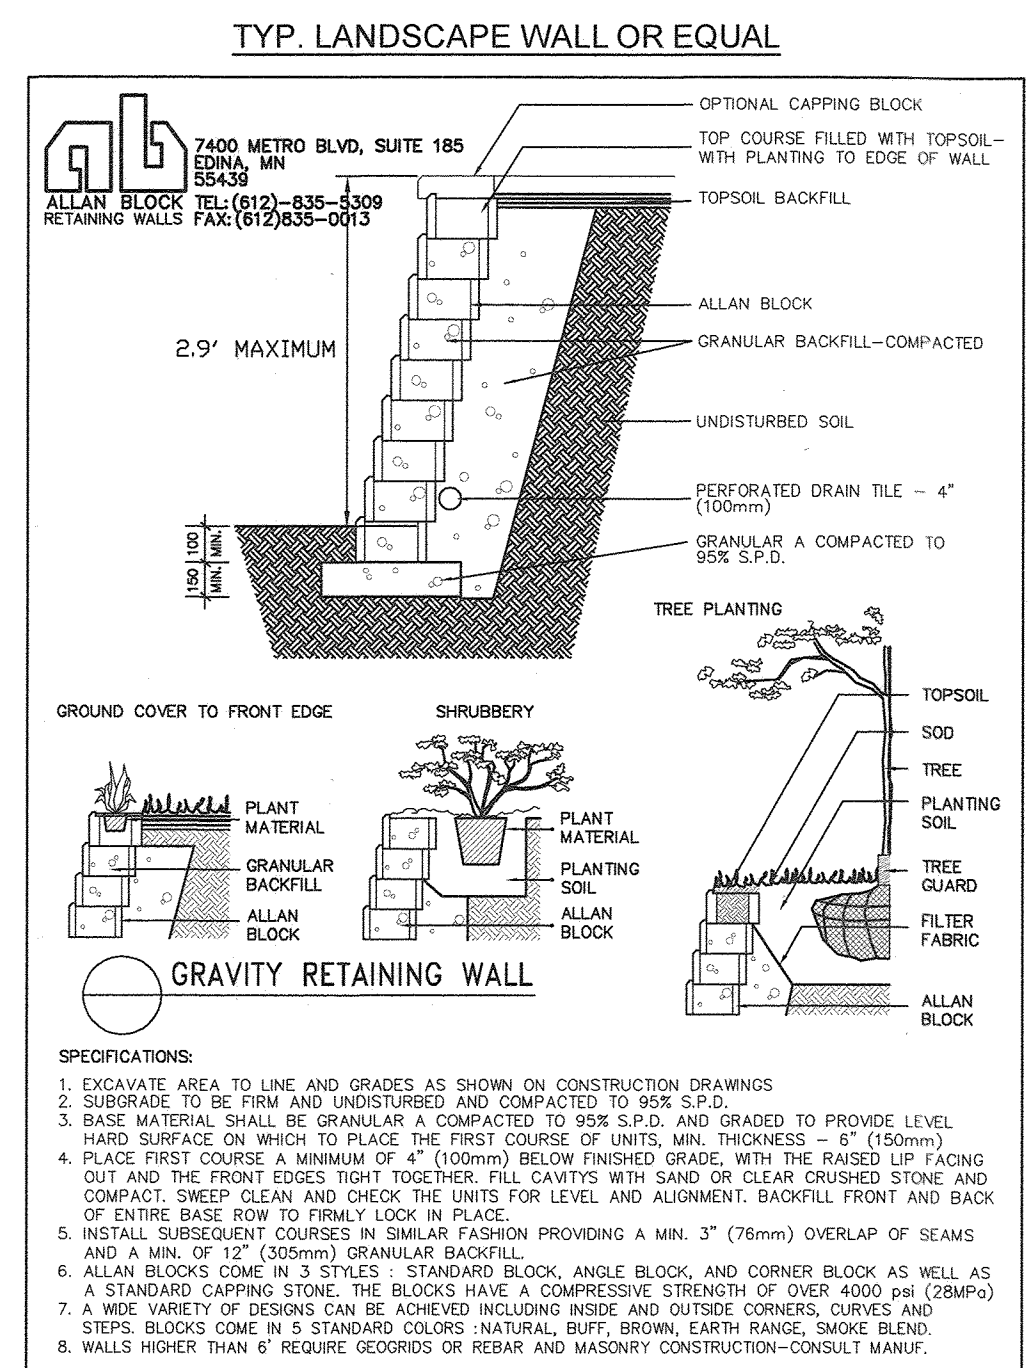 TYP. LANDSCAPE WALL OR EQUAL
ab
7400 METRO BLVD, SUITE 185
EDINA, MN
55439
ALLAN BLOCK TEL:(612)-835-5309
RETAINING WALLS FAX:(612)835-0013
OPTIONAL CAPPING BLOCK
TOP COURSE FILLED WITH TOPSOIL-
WITH PLANTING TO EDGE OF WALL
TOPSOIL BACKFILL
ALLAN BLOCK
2.9' MAXIMUM
GRANULAR BACKFILL-COMPACTED
UNDISTURBED SOIL
PERFORATED DRAIN TILE - 4"
(100mm)
100 MIN.
150 MIN.
GRANULAR A COMPACTED TO
95% S.P.D.
TREE PLANTING
TOPSOIL
SOD
TREE
PLANTING
SOIL
TREE
GUARD
FILTER
FABRIC
ALLAN
BLOCK
GROUND COVER TO FRONT EDGE
PLANT
MATERIAL
GRANULAR
BACKFILL
ALLAN
BLOCK
SHRUBBERY
PLANT
MATERIAL
PLANTING
SOIL
ALLAN
BLOCK
GRAVITY RETAINING WALL
SPECIFICATIONS:
1. EXCAVATE AREA TO LINE AND GRADES AS SHOWN ON CONSTRUCTION DRAWINGS
2. SUBGRADE TO BE FIRM AND UNDISTURBED AND COMPACTED TO 95% S.P.D.
3. BASE MATERIAL SHALL BE GRANULAR A COMPACTED TO 95% S.P.D. AND GRADED TO PROVIDE LEVEL
HARD SURFACE ON WHICH TO PLACE THE FIRST COURSE OF UNITS, MIN. THICKNESS - 6" (150mm)
4. PLACE FIRST COURSE A MINIMUM OF 4" (100mm) BELOW FINISHED GRADE, WITH THE RAISED LIP FACING
OUT AND THE FRONT EDGES TIGHT TOGETHER. FILL CAVITYS WITH SAND OR CLEAR CRUSHED STONE AND
COMPACT. SWEEP CLEAN AND CHECK THE UNITS FOR LEVEL AND ALIGNMENT. BACKFILL FRONT AND BACK
OF ENTIRE BASE ROW TO FIRMLY LOCK IN PLACE.
5. INSTALL SUBSEQUENT COURSES IN SIMILAR FASHION PROVIDING A MIN. 3" (76mm) OVERLAP OF SEAMS
AND A MIN. OF 12" (305mm) GRANULAR BACKFILL.
6. ALLAN BLOCKS COME IN 3 STYLES : STANDARD BLOCK, ANGLE BLOCK, AND CORNER BLOCK AS WELL AS
A STANDARD CAPPING STONE. THE BLOCKS HAVE A COMPRESSIVE STRENGTH OF OVER 4000 psi (28MPa)
7. A WIDE VARIETY OF DESIGNS CAN BE ACHIEVED INCLUDING INSIDE AND OUTSIDE CORNERS, CURVES AND
STEPS. BLOCKS COME IN 5 STANDARD COLORS :NATURAL, BUFF, BROWN, EARTH RANGE, SMOKE BLEND.
8. WALLS HIGHER THAN 6' REQUIRE GEOGRIDS OR REBAR AND MASONRY CONSTRUCTION-CONSULT MANUF.